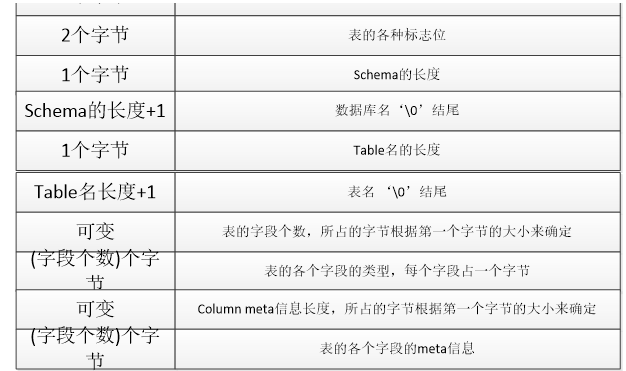 2个字节
表的各种标志位
1个字节
Schema的长度
Schema的长度+1
数据库名‘\0’结尾
1个字节
Table名的长度
Table名长度+1
表名 ‘\0’结尾
可变
表的字段个数，所占的字节根据第一个字节的大小来确定
(字段个数)个字
节
表的各个字段的类型，每个字段占一个字节
可变
Column meta信息长度，所占的字节根据第一个字节的大小来确定
(字段个数)个字
节
表的各个字段的meta信息